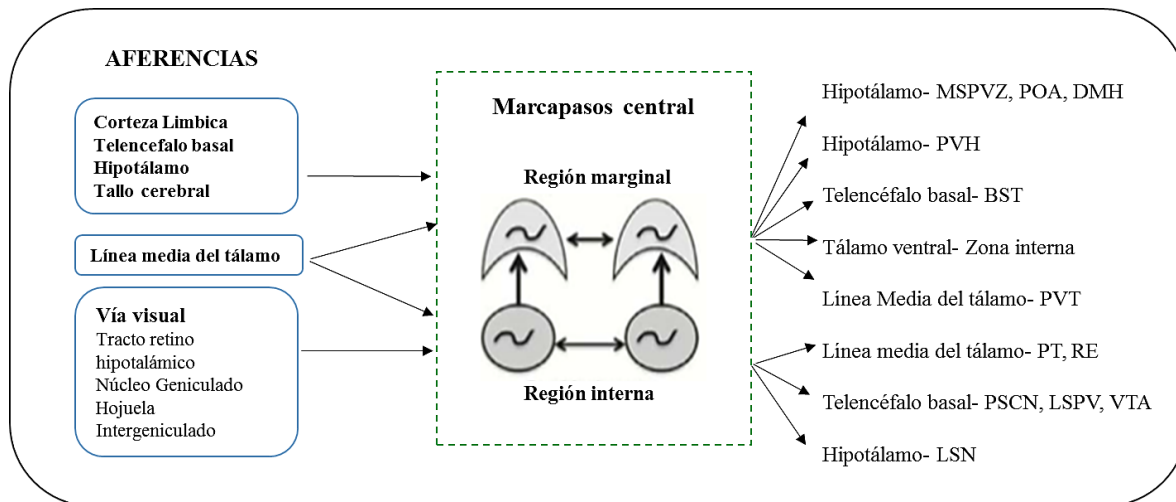 AFERENCIAS
Corteza Limbica
Telencefalo basal
Hipotálamo
Tallo cerebral
Línea media del tálamo
Vía visual
Tracto retino
hipotalámico
Núcleo Geniculado
Hojuela
Intergeniculado
Marcapasos central
Región marginal
Región interna
Hipotálamo- MSPVZ, POA, DMH
Hipotálamo- PVH
Telencéfalo basal- BST
Tálamo ventral- Zona interna
Línea Media del tálamo- PVT
Línea media del tálamo- PT, RE
Telencéfalo basal- PSCN, LSPV, VTA
Hipotálamo- LSN